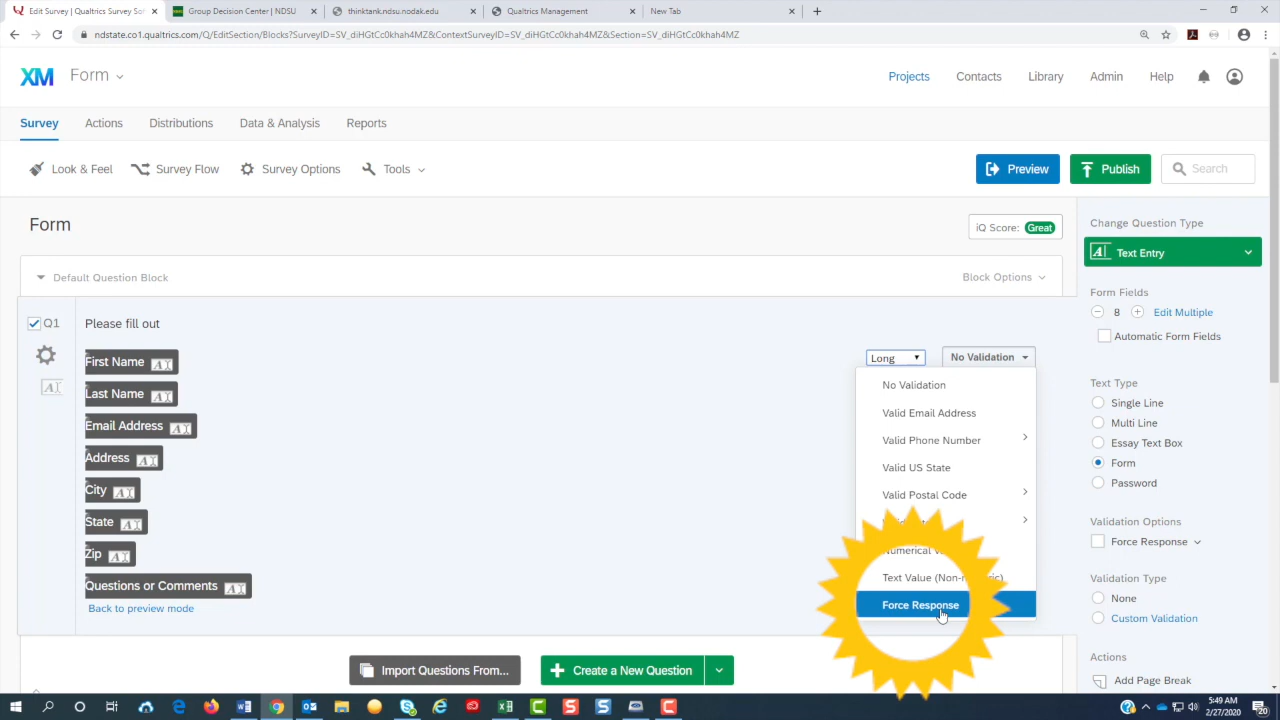 Edit Survey | Qualtrics Survey Sof
Group Decision Center | NDSU
thinktank.ndsu.nodak.edu
Qualtrics Management
New Tab
ndstate.co1.qualtrics.com/Q/EditSection/Blocks?SurveyID=SV_diHGtCc0khah4MZ&ContextSurveyID=SV_diHGtCc0khah4MZ&Section=SV_diHGtCc0khah4MZ
XM Form
Projects Contacts Library Admin Help
Survey Actions Distributions Data & Analysis Reports
Look & Feel Survey Flow Survey Options Tools
Preview Publish Search
Form
iQ Score: Great
Default Question Block
Block Options
Q1
Please fill out
First Name
Last Name
Email Address
Address
City
State
Zip
Questions or Comments
Back to preview mode
Long
No Validation
No Validation
Valid Email Address
Valid Phone Number
Valid US State
Valid Postal Code
Numerical
Text Value
Force Response
Import Questions From...
Create a New Question
Change Question Type
Text Entry
Form Fields
8 Edit Multiple
Automatic Form Fields
Text Type
Single Line
Multi Line
Essay Text Box
Form
Password
Validation Options
Force Response
Validation Type
None
Custom Validation
Actions
Add Page Break
5:49 AM
2/27/2020
20